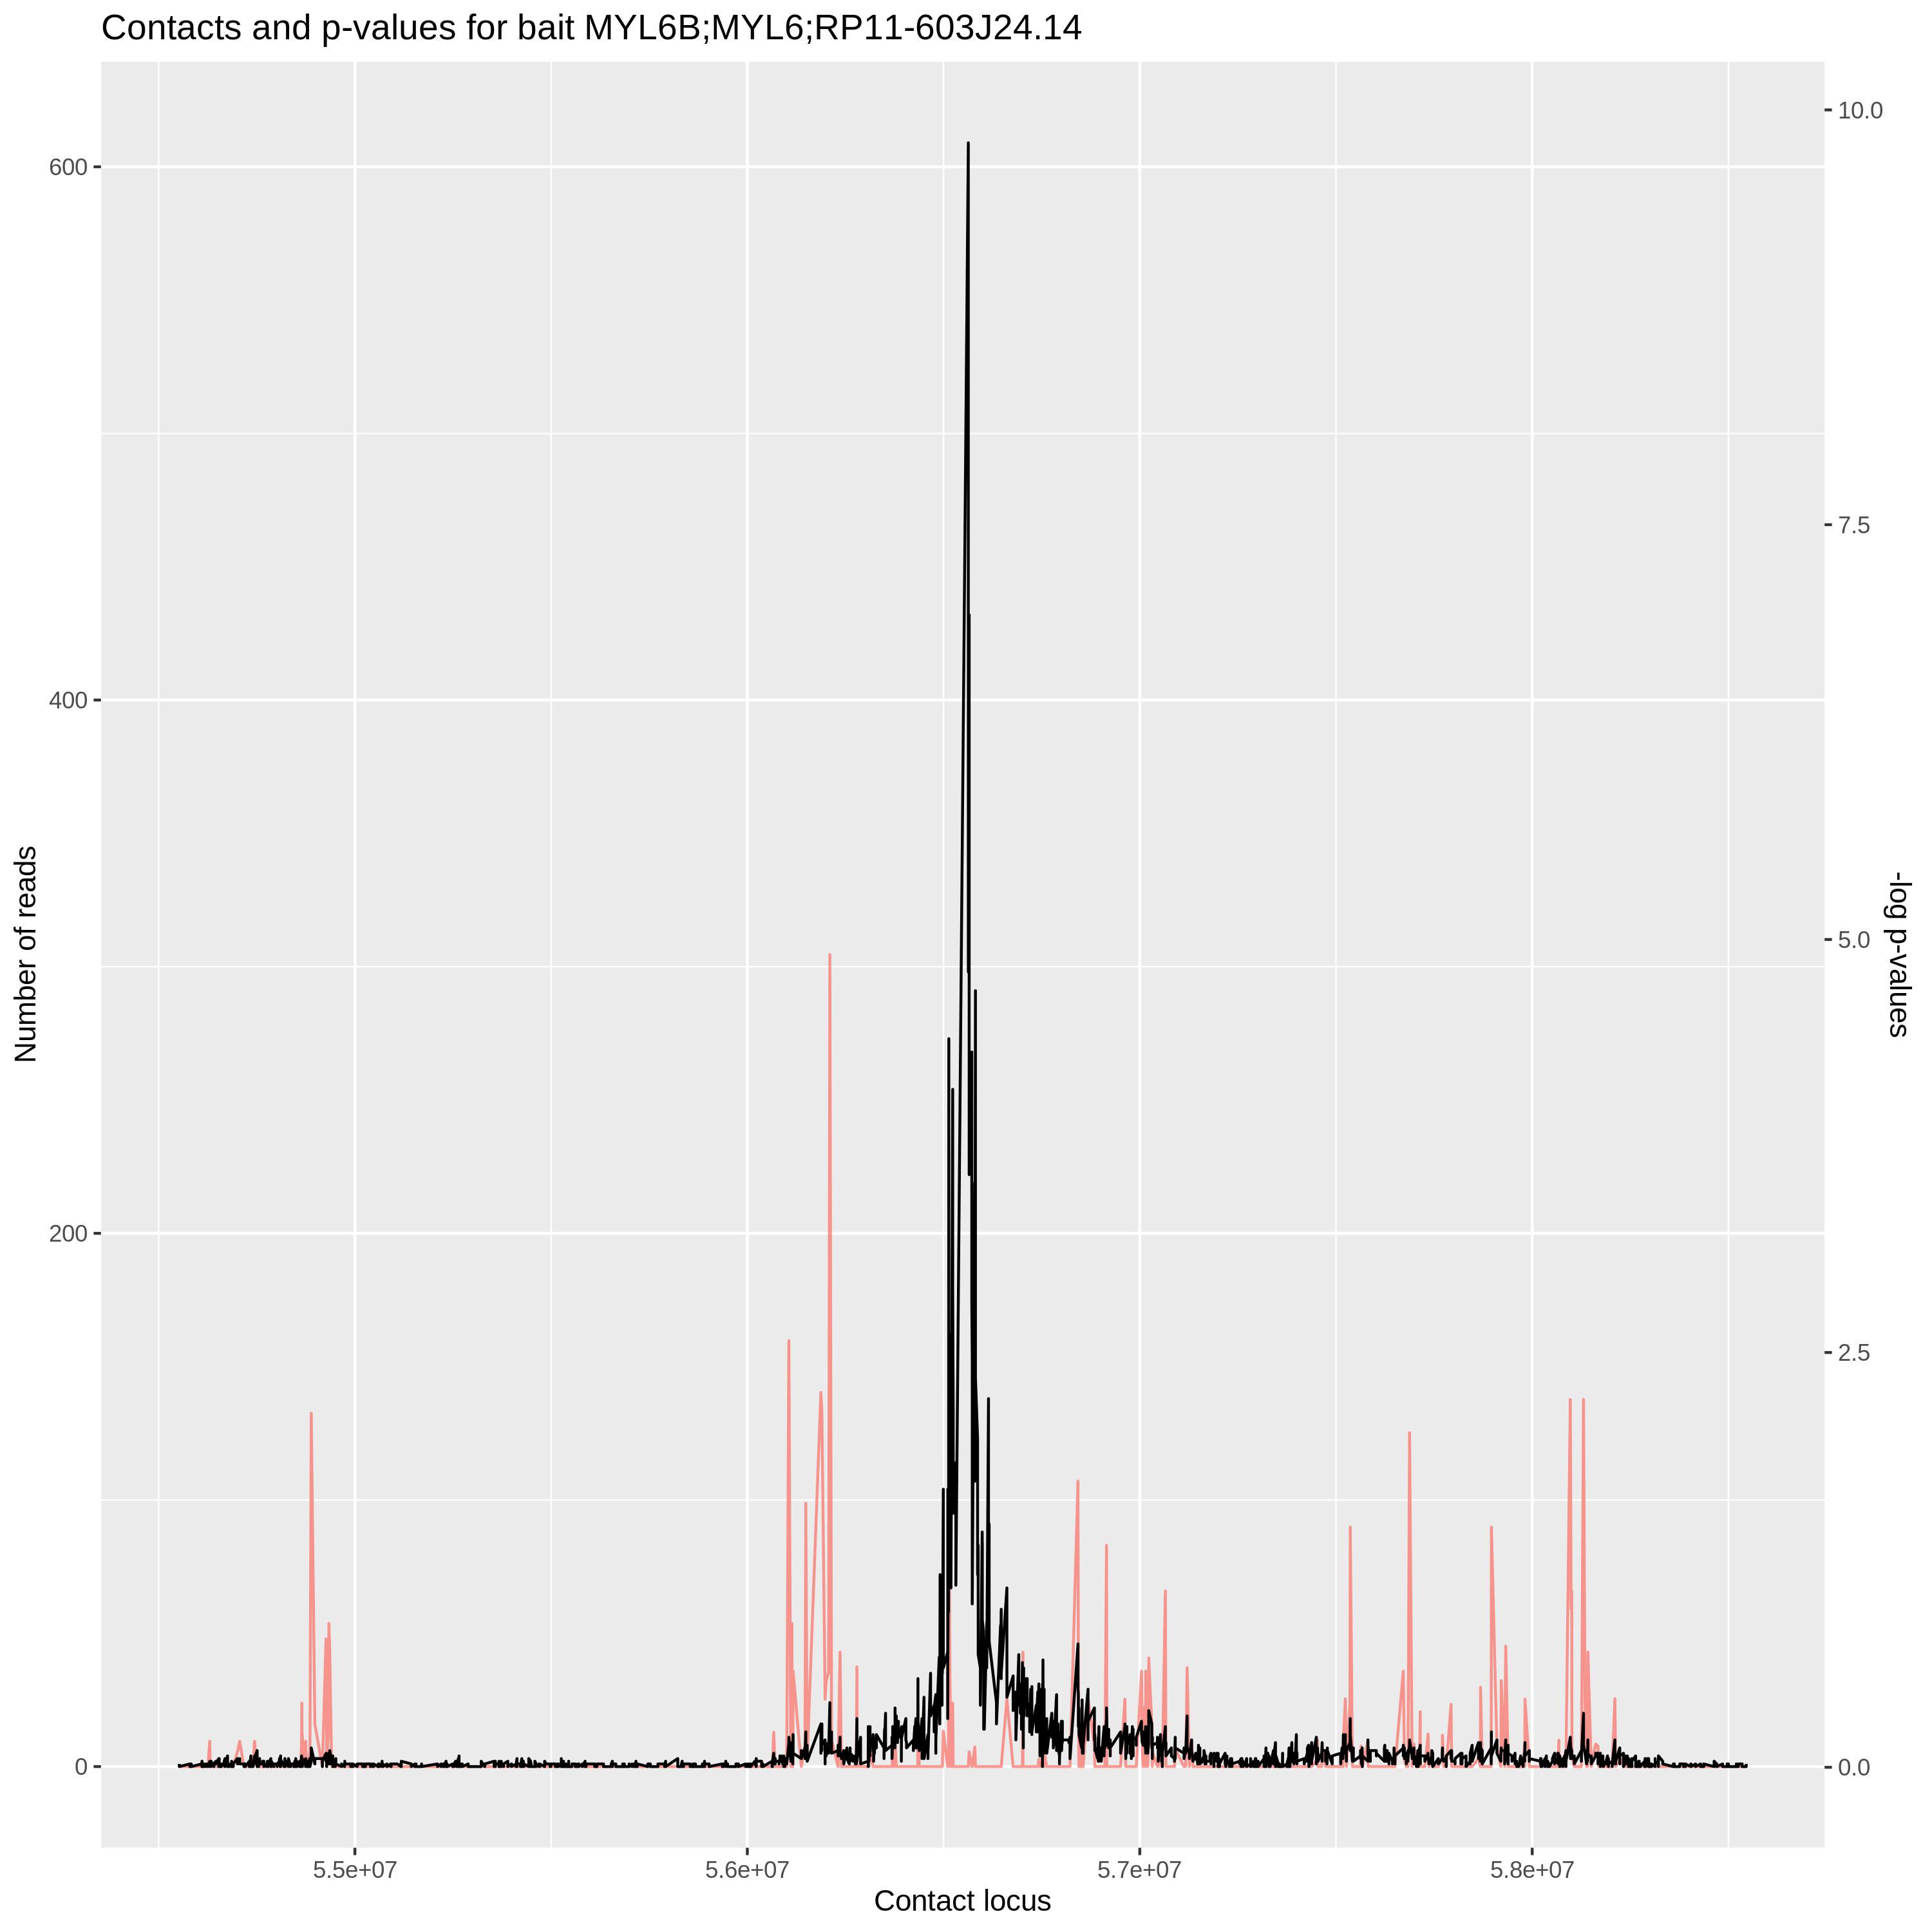 Contacts and p-values for bait MYL6B;MYL6;RP11-603J24.14
600
400
200
0
Number of reads
10.0
7.5
5.0
2.5
0.0
-log p-values
5.5e+07
5.6e+07
5.7e+07
5.8e+07
Contact locus